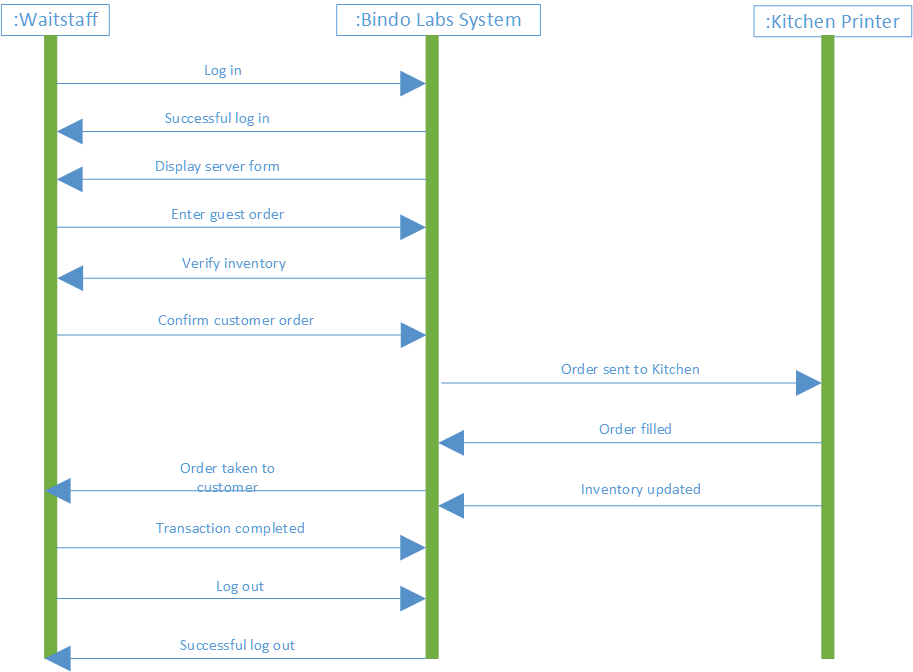 :Waitstaff
:Bindo Labs System
:Kitchen Printer
Log in
Successful log in
Display server form
Enter guest order
Verify inventory
Confirm customer order
Order sent to Kitchen
Order filled
Order taken to
customer
Inventory updated
Transaction completed
Log out
Successful log out